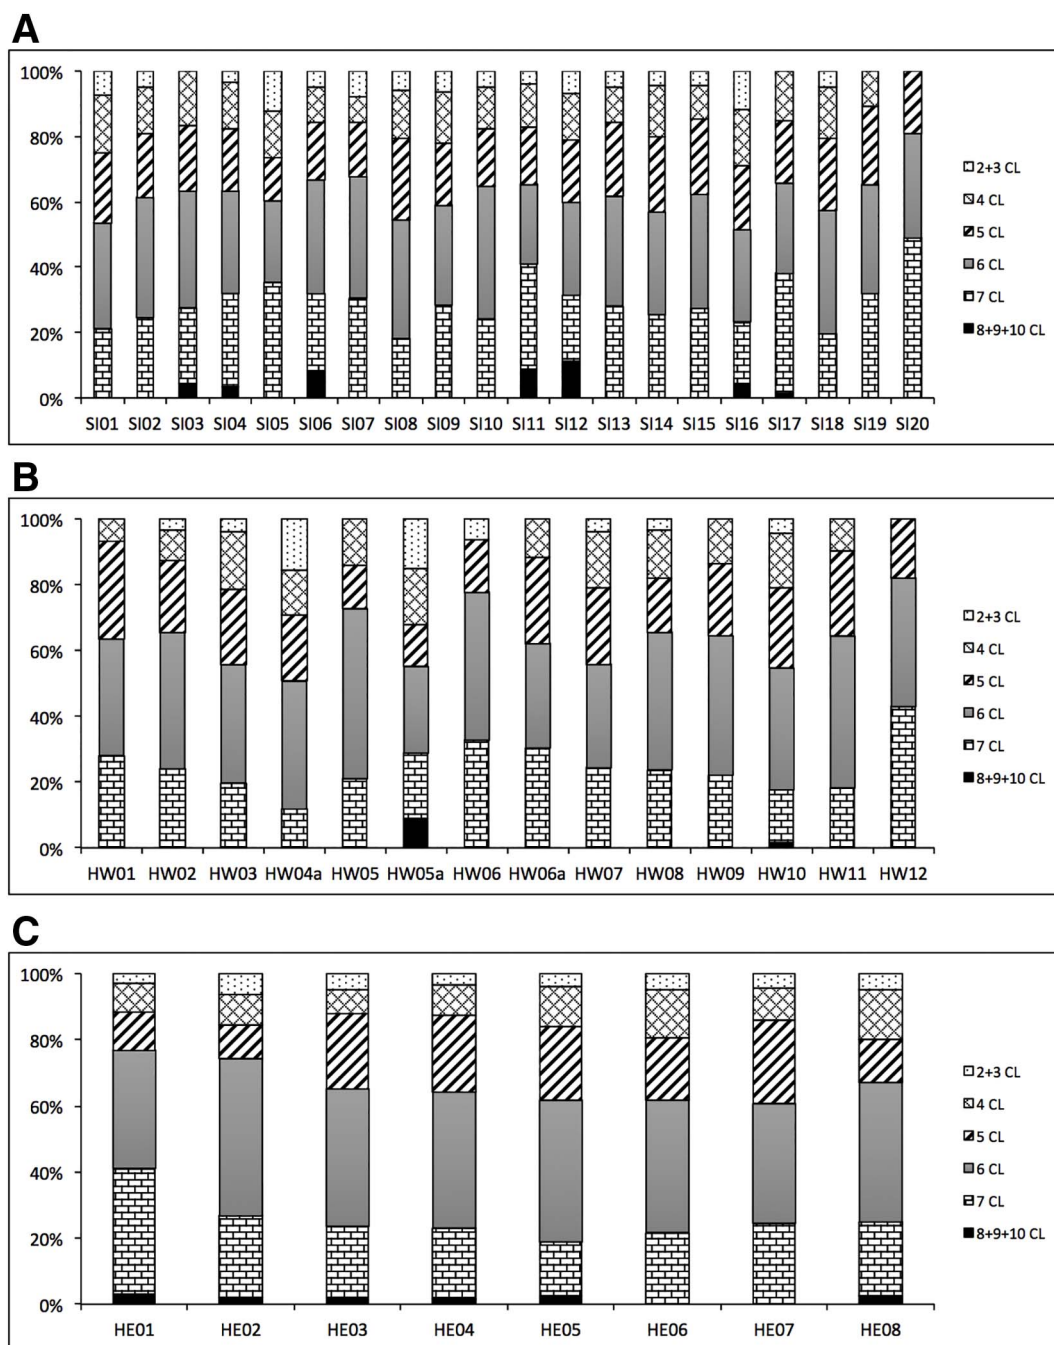 A
100%
80%
60%
40%
20%
0%
SI01 SI02 SI03 SI04 SI05 SI06 SI07 SI08 SI09 SI10 SI11 SI12 SI13 SI14 SI15 SI16 SI17 SI18 SI19 SI20
2+3 CL
4 CL
5 CL
6 CL
7 CL
8+9+10 CL
B
100%
80%
60%
40%
20%
0%
HW01 HW02 HW03 HW04a HW05 HW05a HW06 HW06a HW07 HW08 HW09 HW10 HW11 HW12
2+3 CL
4 CL
5 CL
6 CL
7 CL
8+9+10 CL
C
100%
80%
60%
40%
20%
0%
HE01 HE02 HE03 HE04 HE05 HE06 HE07 HE08
2+3 CL
4 CL
5 CL
6 CL
7 CL
8+9+10 CL